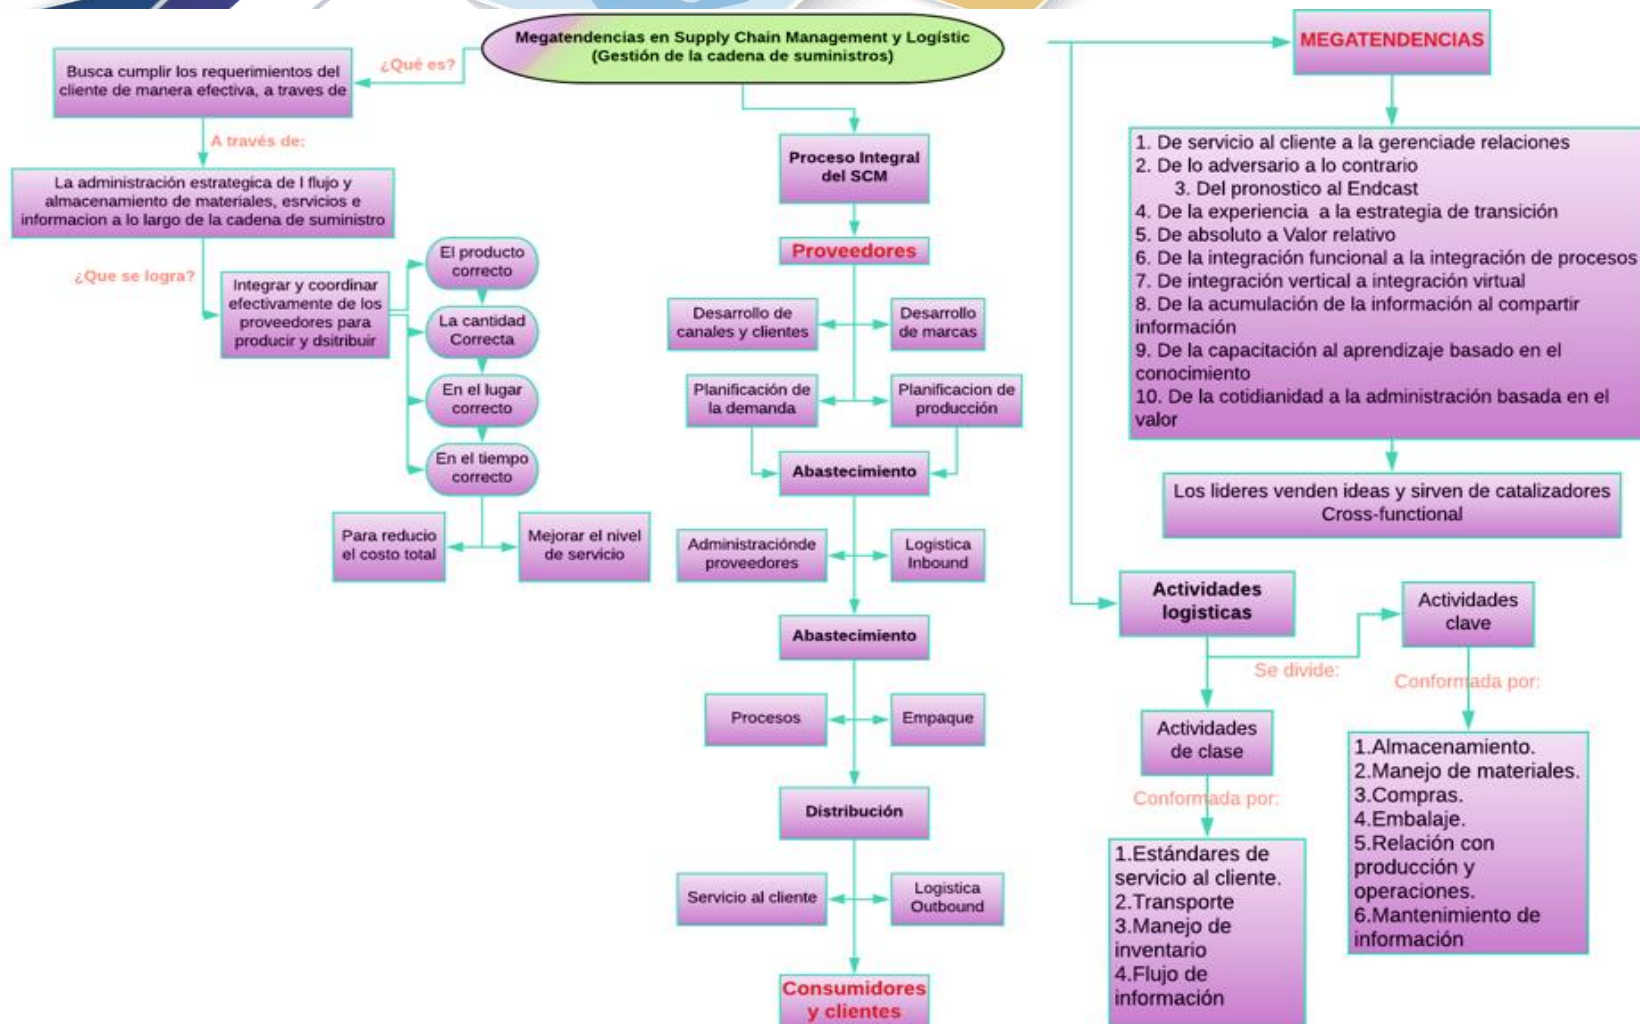 Megatendencias en Supply Chain Management y Logístic
(Gestión de la cadena de suministros)
¿Qué es?
Busca cumplir los requerimientos del
cliente de manera efectiva, a traves de
A través de:
La administración estrategica de l flujo y
almacenamiento de materiales, esrvicios e
informacion a lo largo de la cadena de suministro
¿Que se logra?
Integrar y coordinar
efectivamente de los
proveedores para
producir y dsitribuir
El producto
correcto
La cantidad
Correcta
En el lugar
correcto
En el tiempo
correcto
Para reducio
el costo total
Mejorar el nivel
de servicio
Proceso Integral
del SCM
Proveedores
Desarrollo de
canales y clientes
Desarrollo
de marcas
Planificación de
la demanda
Planificacion de
producción
Abastecimiento
Administraciónde
proveedores
Logistica
Inbound
Abastecimiento
Procesos
Empaque
Distribución
Servicio al cliente
Logistica
Outbound
Consumidores
y clientes
MEGATENDENCIAS
1. De servicio al cliente a la gerenciade relaciones
2. De lo adversario a lo contrario
3. Del pronostico al Endcast
4. De la experiencia a la estrategia de transición
5. De absoluto a Valor relativo
6. De la integración funcional a la integración de procesos
7. De integración vertical a integración virtual
8. De la acumulación de la información al compartir
información
9. De la capacitación al aprendizaje basado en el
conocimiento
10. De la cotidianidad a la administración basada en el
valor
Los lideres venden ideas y sirven de catalizadores
Cross-functional
Actividades
logisticas
Se divide:
Actividades
clave
Conformada por:
1.Almacenamiento.
2.Manejo de materiales.
3.Compras.
4.Embalaje.
5.Relación con
producción y
operaciones.
6.Mantenimiento de
información
Actividades
de clase
Conformada por:
1.Estándares de
servicio al cliente.
2.Transporte
3.Manejo de
inventario
4.Flujo de
información